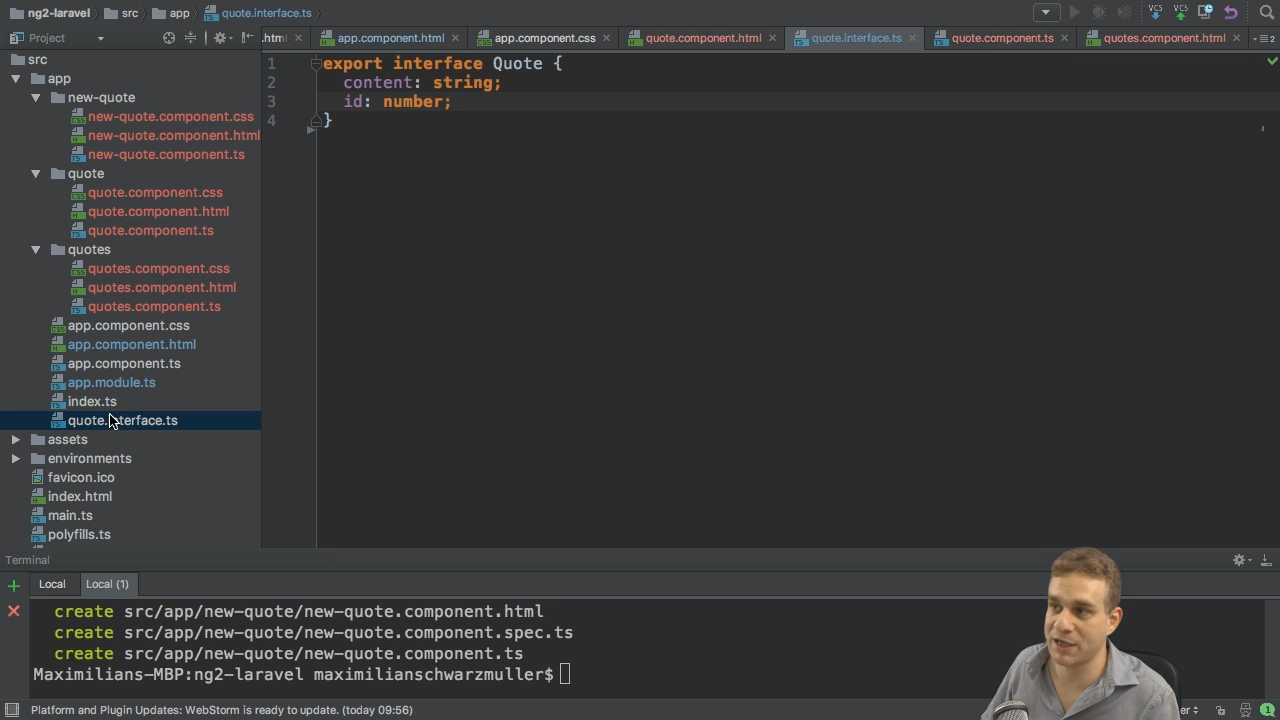 ng2-laravel src app quote.interface.ts
Project
.html app.component.html app.component.css quote.component.html quote.interface.ts quote.component.ts quotes.component.html 2
src
app
new-quote
new-quote.component.css
new-quote.component.html
new-quote.component.ts
quote
quote.component.css
quote.component.html
quote.component.ts
quotes
quotes.component.css
quotes.component.html
quotes.component.ts
app.component.css
app.component.html
app.component.ts
app.module.ts
index.ts
quote.interface.ts
assets
environments
favicon.ico
index.html
main.ts
polyfills.ts
1 export interface Quote {
2 content: string;
3 id: number;
4 }
Terminal
Local Local (1)
create src/app/new-quote/new-quote.component.html
create src/app/new-quote/new-quote.component.spec.ts
create src/app/new-quote/new-quote.component.ts
Maximilians-MBP:ng2-laravel maximilianschwarzmuller$
Platform and Plugin Updates: WebStorm is ready to update. (today 09:56)
1